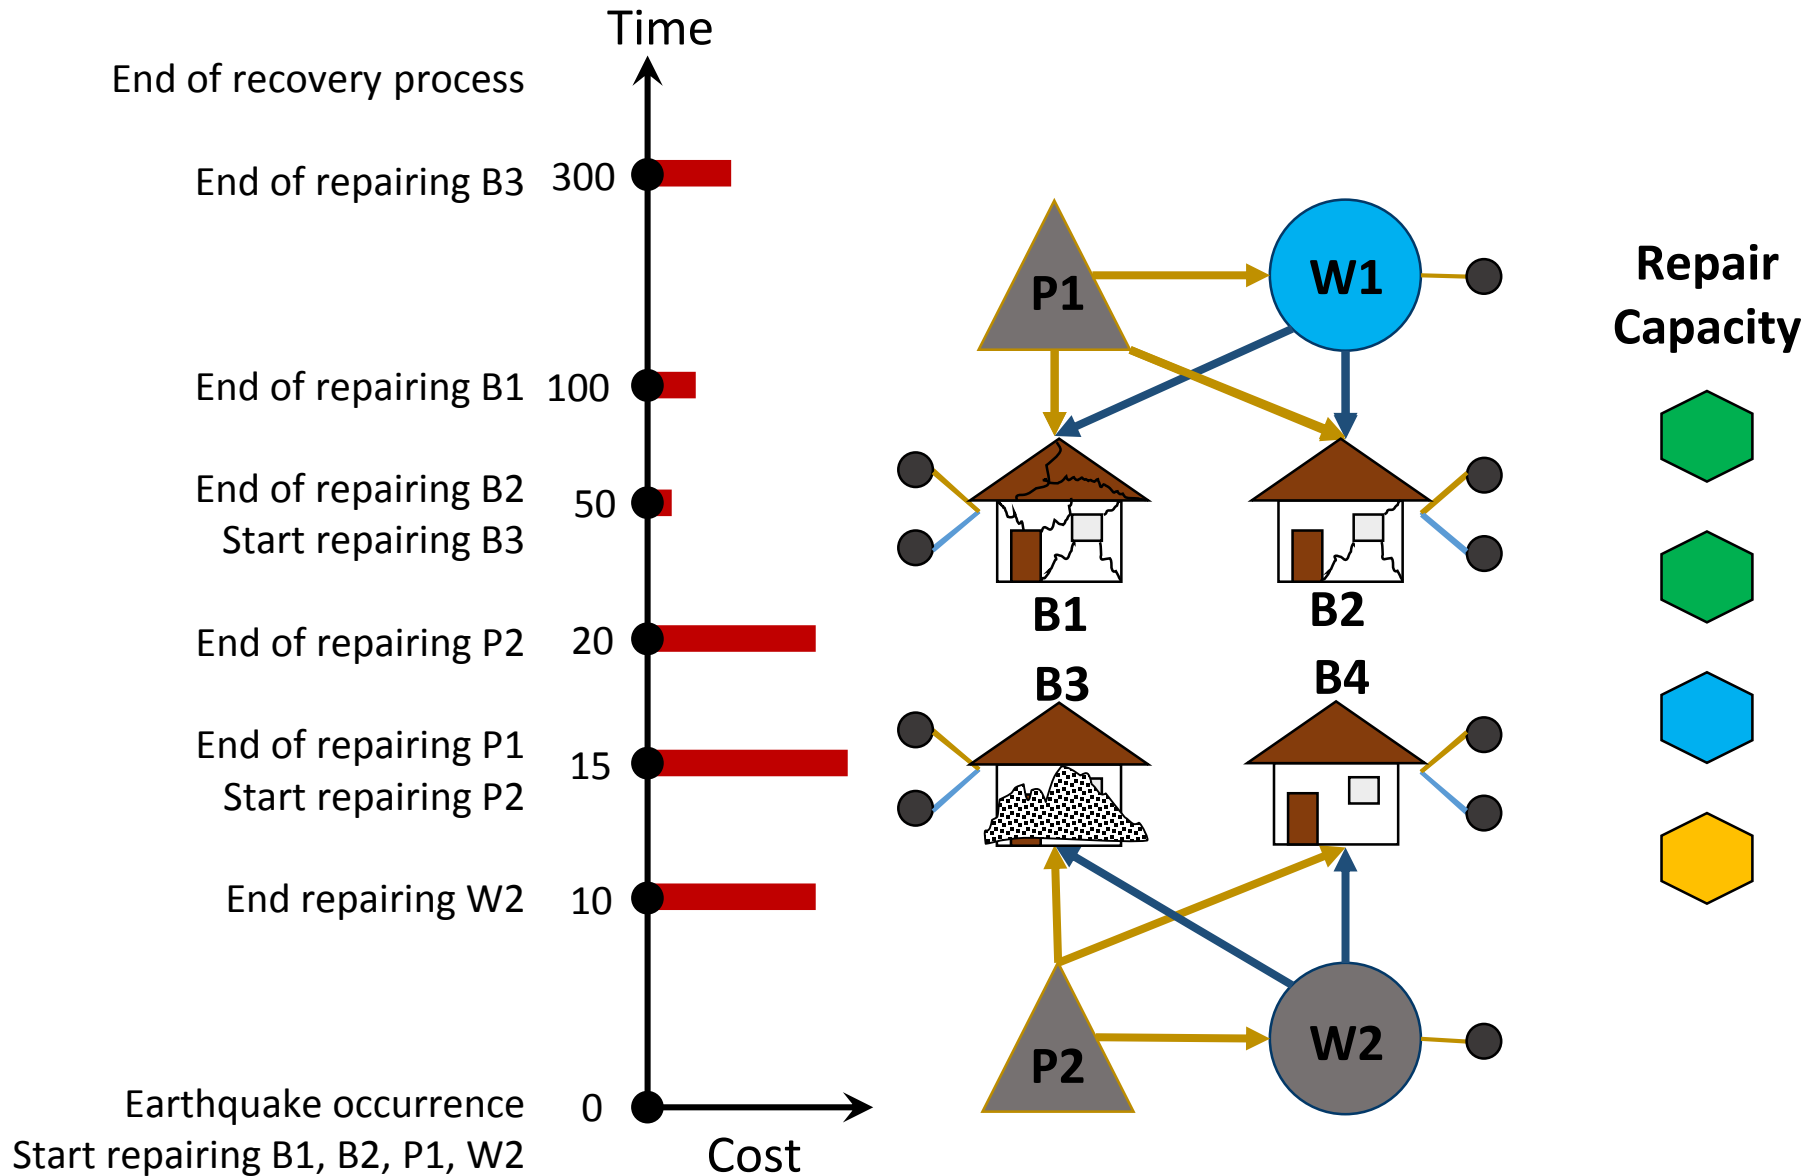 Time
End of recovery process
End of repairing B3
300
End of repairing B1
100
End of repairing B2
Start repairing B3
50
End of repairing P2
20
End of repairing P1
Start repairing P2
15
End repairing W2
10
Earthquake occurrence
Start repairing B1, B2, P1, W2
0
Cost
P1
W1
B1
B2
B3
B4
P2
W2
Repair
Capacity